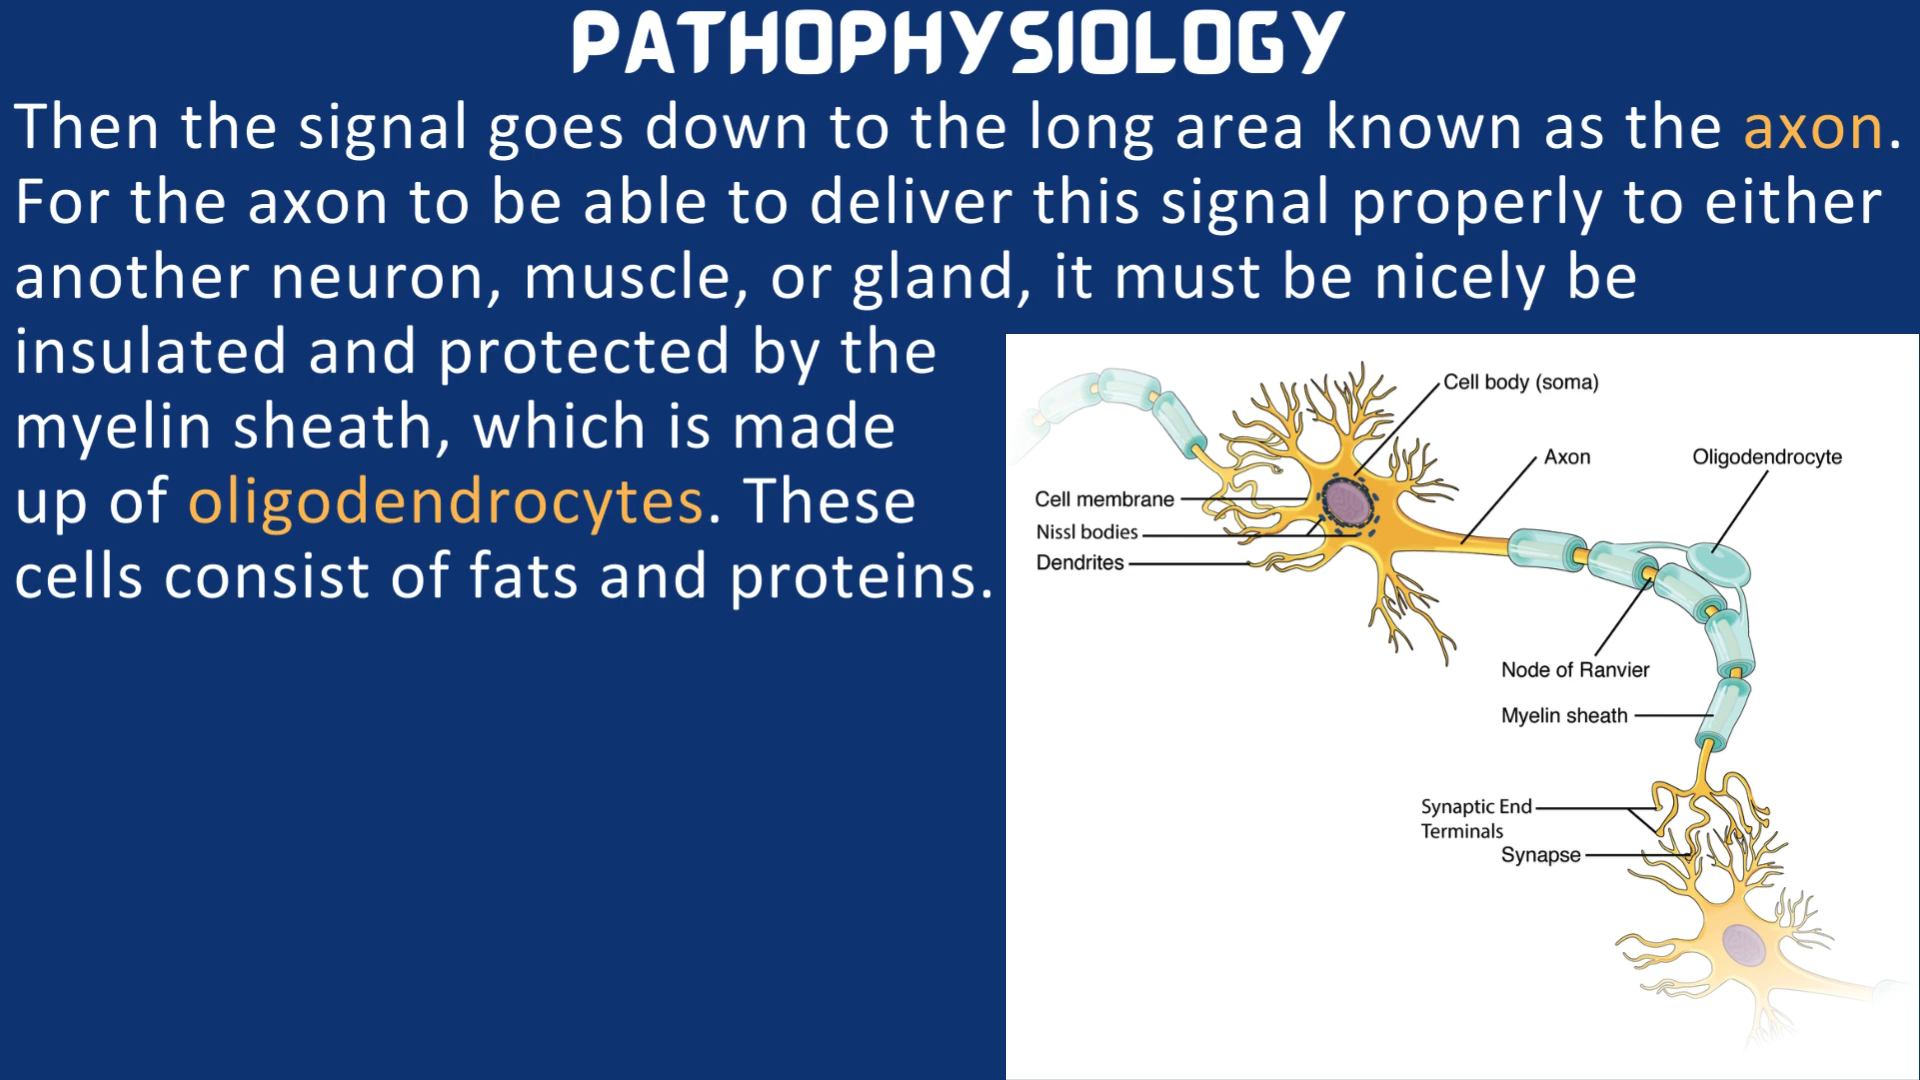 PATHOPHYSIOLOGY
Then the signal goes down to the long area known as the axon.
For the axon to be able to deliver this signal properly to either
another neuron, muscle, or gland, it must be nicely be
insulated and protected by the
myelin sheath, which is made
up of oligodendrocytes. These
cells consist of fats and proteins.
Cell body (soma)
Axon
Oligodendrocyte
Cell membrane
Nissl bodies
Dendrites
Node of Ranvier
Myelin sheath
Synaptic End
Terminals
Synapse